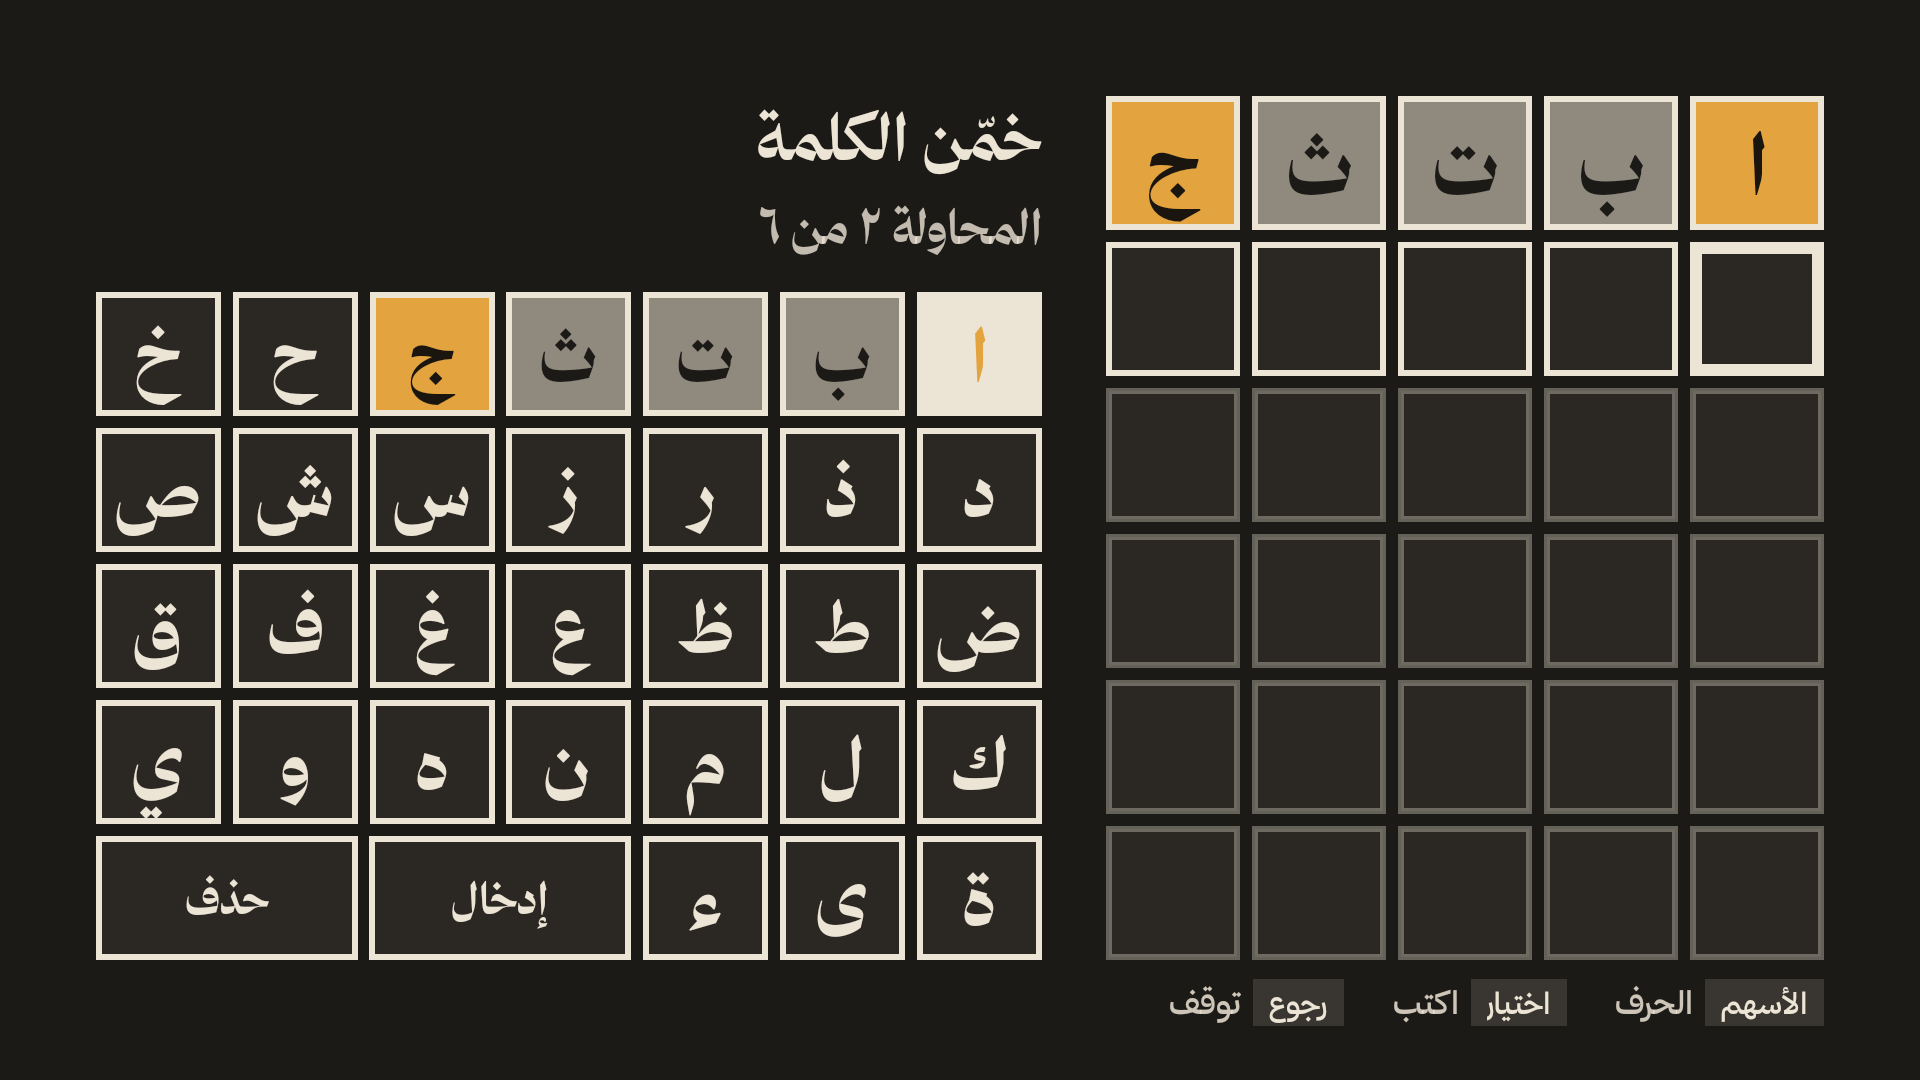 ا ب ت ث ج
خمّن الكلمة
المحاولة ٢ من ٦
ا ب ت ث ج ح خ
د ذ ر ز س ش ص
ض ط ظ ع غ ف ق
ك ل م ن ه و ي
ة ى ء إدخال حذف
الأسهم الحرف اختيار اكتب رجوع توقف